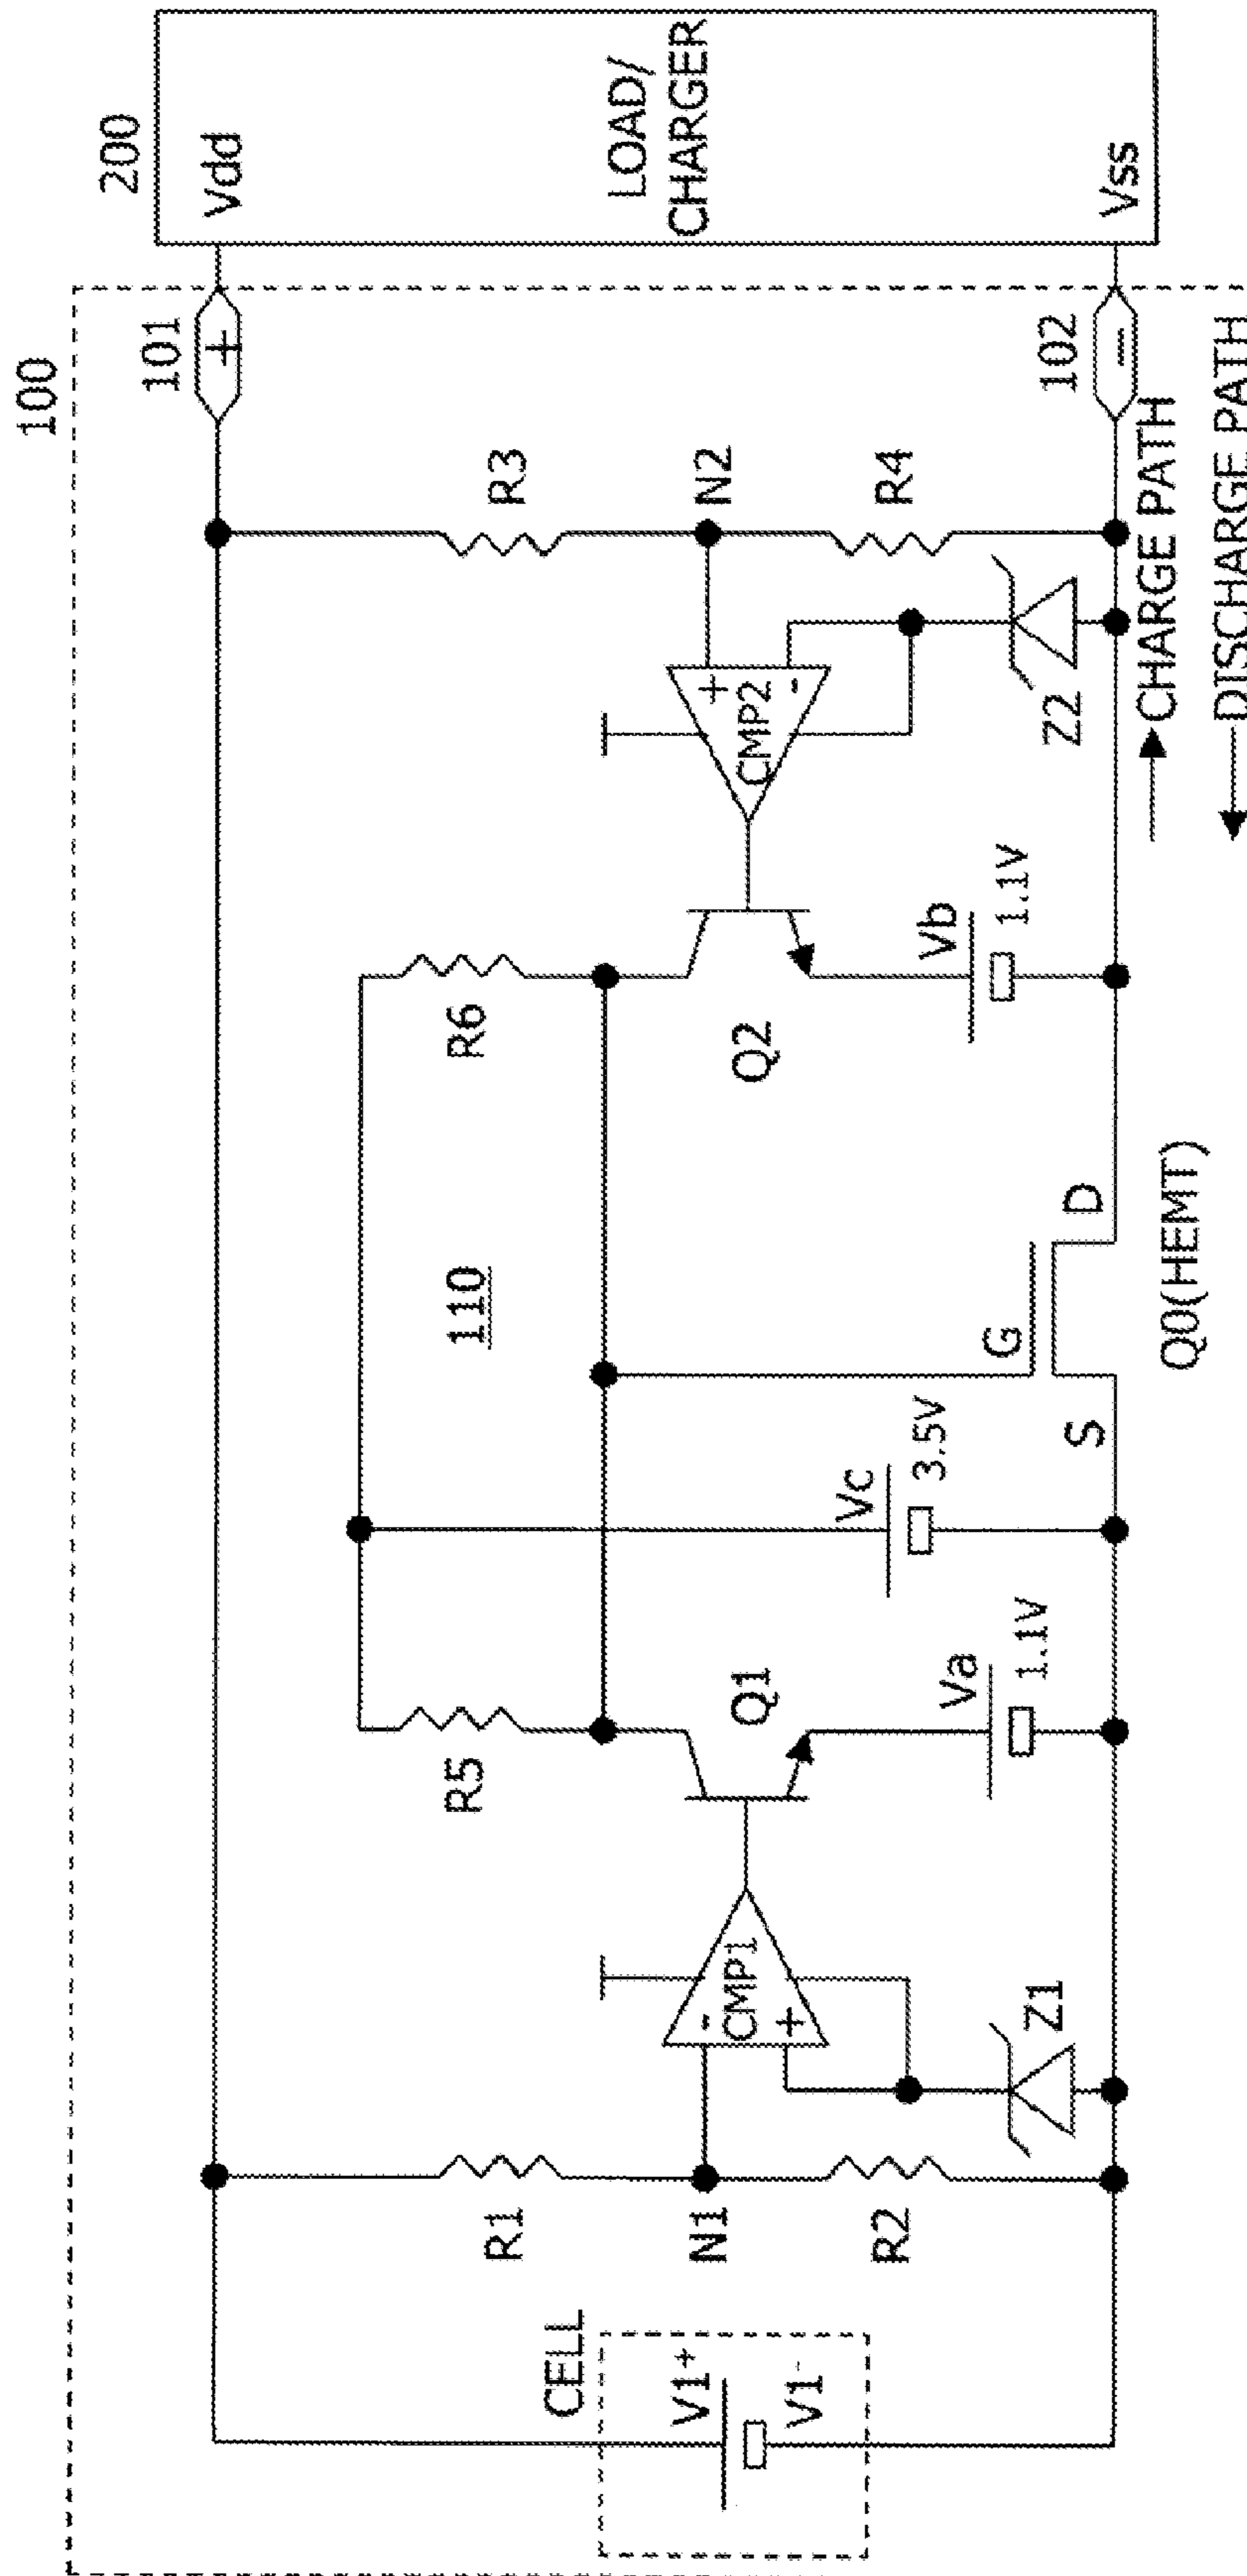 100
200
CELL
V1+
V1-
R1
N1
R2
Z1
-
CMP1
+
R5
Q1
Va
1.1V
Vc
3.5V
110
G
S
D
Q0(HEMT)
R6
Q2
Vb
1.1V
+
CMP2
-
Z2
R3
N2
R4
101
+
102
-
CHARGE PATH
DISCHARGE PATH
Vdd
LOAD/
CHARGER
Vss